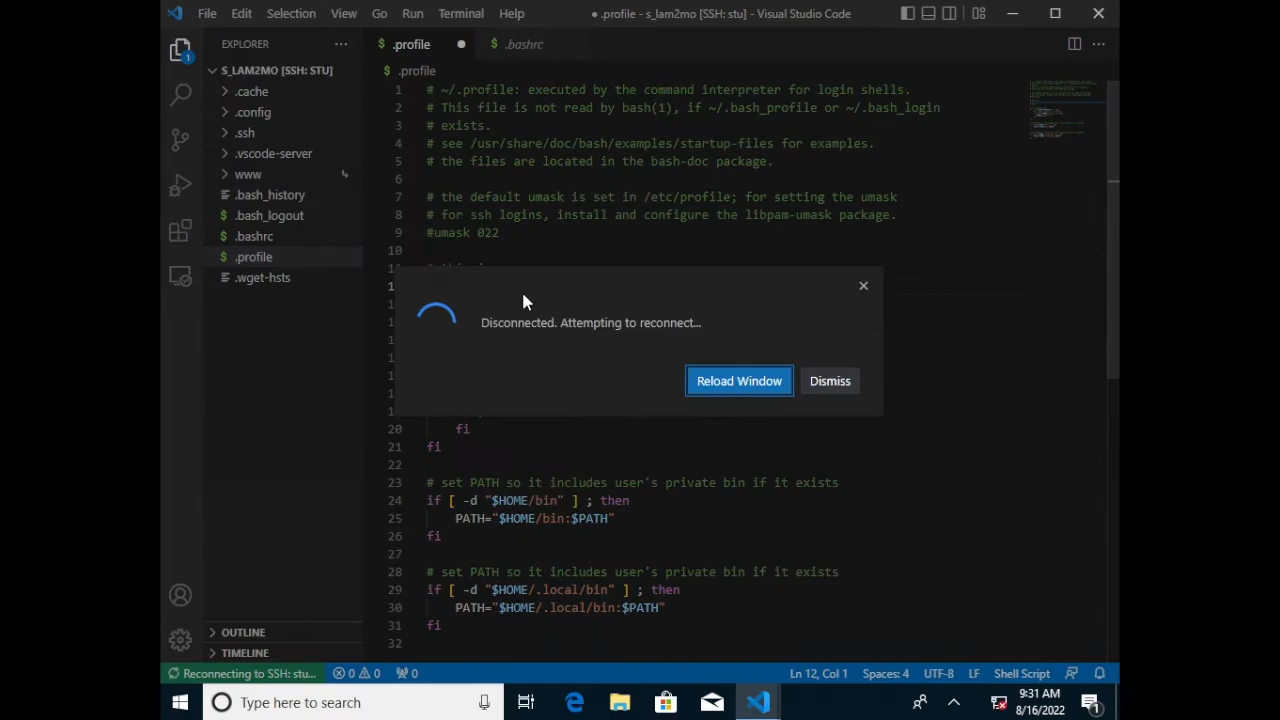 File Edit Selection View Go Run Terminal Help
● .profile - s_lam2mo [SSH: stu] - Visual Studio Code
EXPLORER
$ .profile
$ .bashrc
S_LAM2MO [SSH: STU]
.cache
.config
.ssh
.vscode-server
www
.bash_history
$ .bash_logout
$ .bashrc
$ .profile
.wget-hsts
OUTLINE
TIMELINE
1
$ .profile
1 # ~/.profile: executed by the command interpreter for login shells.
2 # This file is not read by bash(1), if ~/.bash_profile or ~/.bash_login
3 # exists.
4 # see /usr/share/doc/bash/examples/startup-files for examples.
5 # the files are located in the bash-doc package.
6
7 # the default umask is set in /etc/profile; for setting the umask
8 # for ssh logins, install and configure the libpam-umask package.
9 #umask 022
10
Disconnected. Attempting to reconnect...
Reload Window
Dismiss
20 fi
21 fi
22
23 # set PATH so it includes user's private bin if it exists
24 if [ -d "$HOME/bin" ] ; then
25 PATH="$HOME/bin:$PATH"
26 fi
27
28 # set PATH so it includes user's private bin if it exists
29 if [ -d "$HOME/.local/bin" ] ; then
30 PATH="$HOME/.local/bin:$PATH"
31 fi
32
Reconnecting to SSH: stu... 0 0 0 Ln 12, Col 1 Spaces: 4 UTF-8 LF Shell Script
Type here to search
9:31 AM
8/16/2022
1